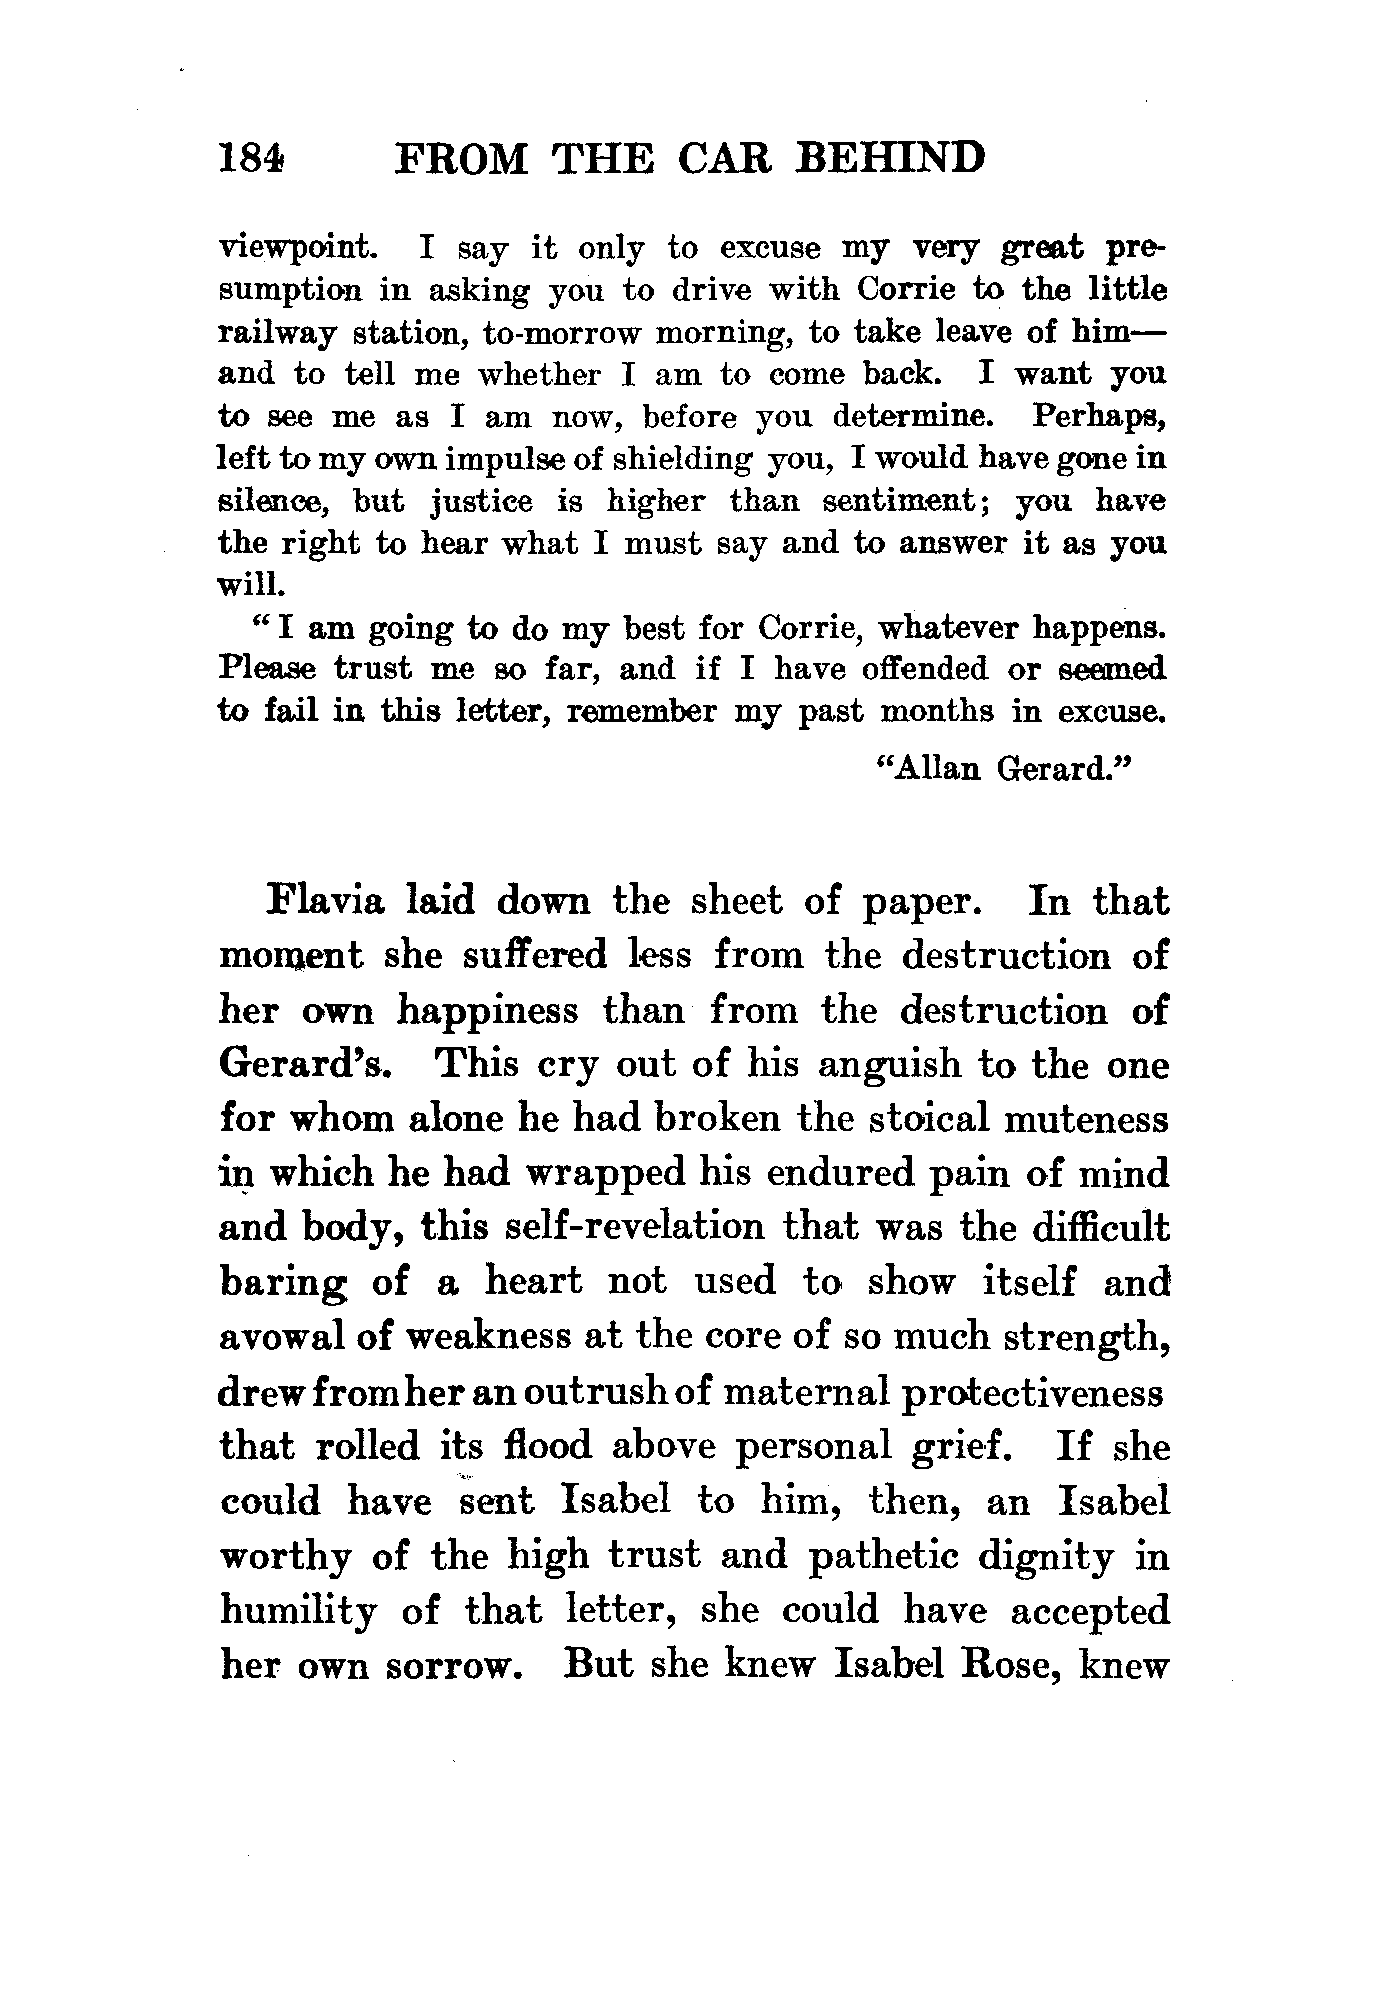 184 FROM THE CAR BEHIND
viewpoint. I say it only to excuse my very great pre-
sumption in asking you to drive with Corrie to the little
railway station, to-morrow morning, to take leave of him—
and to tell me whether I am to come back. I want you
to see me as I am now, before you determine. Perhaps,
left to my own impulse of shielding you, I would have gone in
silence, but justice is higher than sentiment; you have
the right to hear what I must say and to answer it as you
will.
“I am going to do my best for Corrie, whatever happens.
Please trust me so far, and if I have offended or seemed
to fail in this letter, remember my past months in excuse.
“Allan Gerard.”
Flavia laid down the sheet of paper. In that
moment she suffered less from the destruction of
her own happiness than from the destruction of
Gerard’s. This cry out of his anguish to the one
for whom alone he had broken the stoical muteness
in which he had wrapped his endured pain of mind
and body, this self-revelation that was the difficult
baring of a heart not used to show itself and
avowal of weakness at the core of so much strength,
drew from her an outrush of maternal protectiveness
that rolled its flood above personal grief. If she
could have sent Isabel to him, then, an Isabel
worthy of the high trust and pathetic dignity in
humility of that letter, she could have accepted
her own sorrow. But she knew Isabel Rose, knew